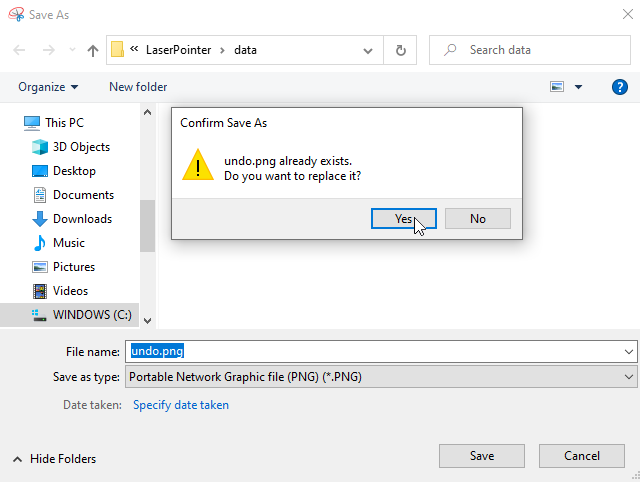 Save As
« LaserPointer › data
Search data
Organize
New folder
?
This PC
3D Objects
Desktop
Documents
Downloads
Music
Pictures
Videos
WINDOWS (C:)
Confirm Save As
undo.png already exists.
Do you want to replace it?
Yes
No
File name: undo.png
Save as type: Portable Network Graphic file (PNG) (*.PNG)
Date taken: Specify date taken
Hide Folders
Save
Cancel